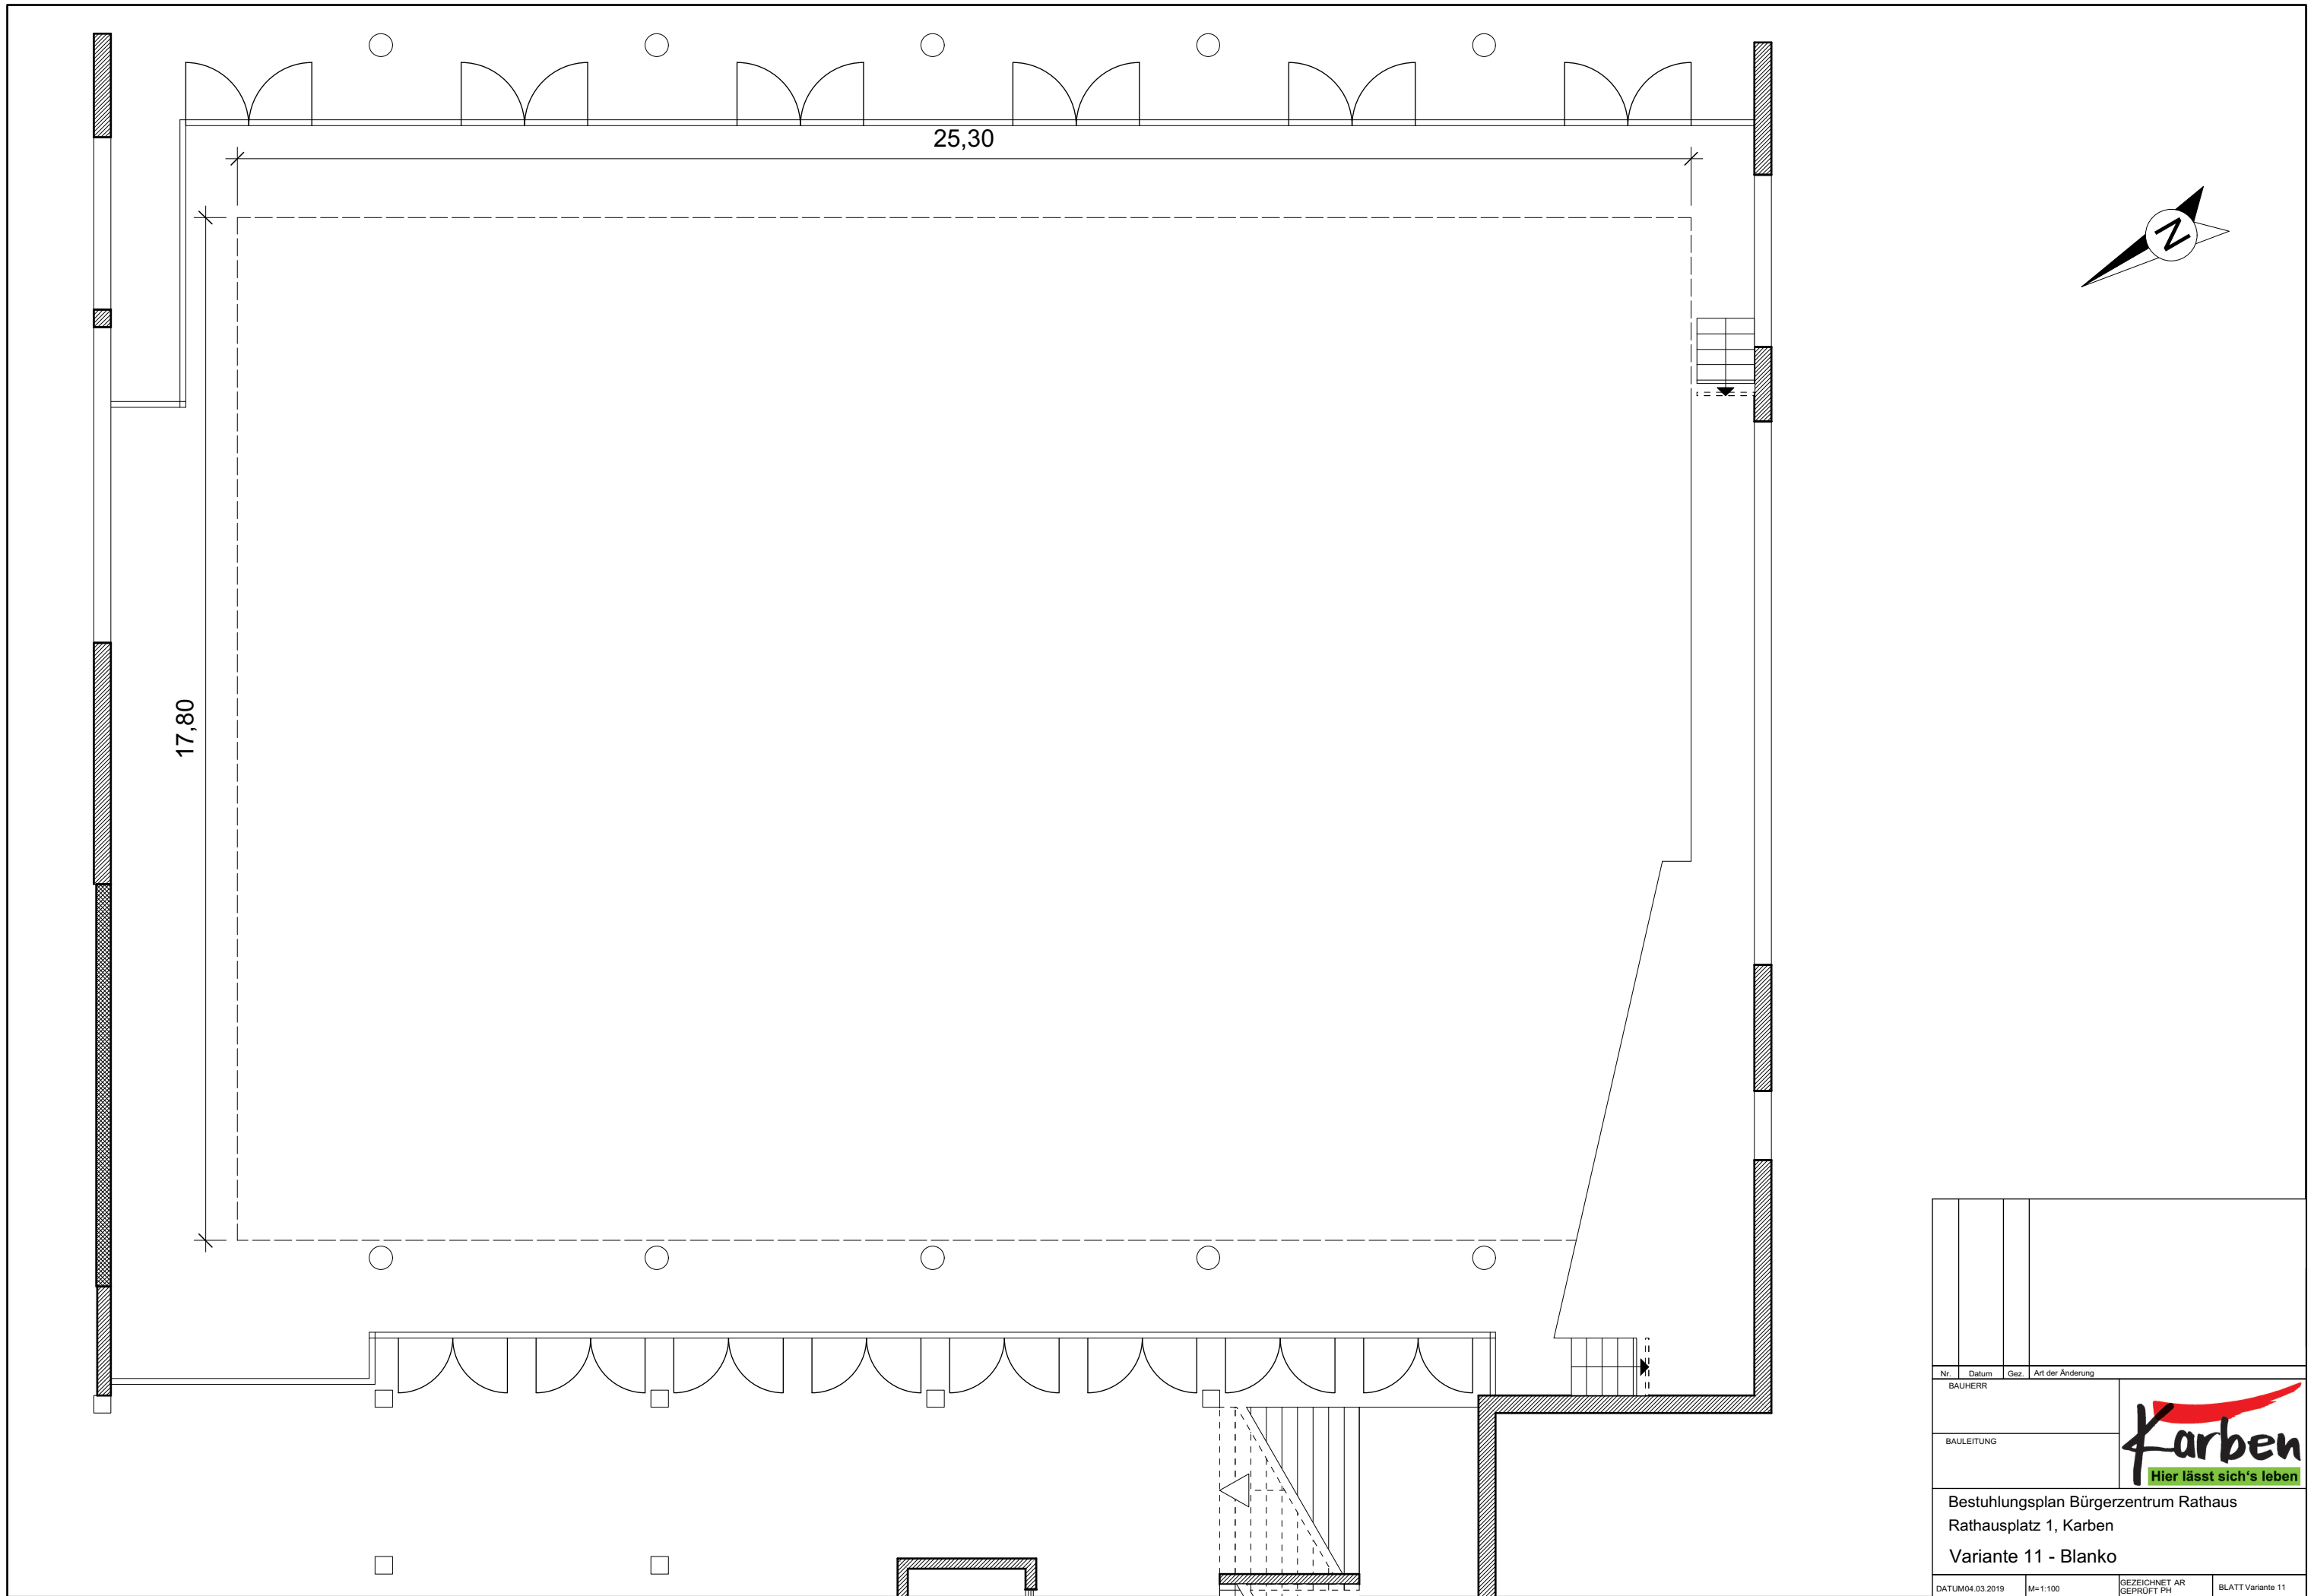 25,30
17,80
N
Nr. Datum Gez. Art der Änderung
BAUHERR
BAULEITUNG
Karben
Hier lässt sich's leben
Bestuhlungsplan Bürgerzentrum Rathaus
Rathausplatz 1, Karben
Variante 11 - Blanko
DATUM04.03.2019 M=1:100 GEZEICHNET AR
GEPRÜFT PH BLATT Variante 11